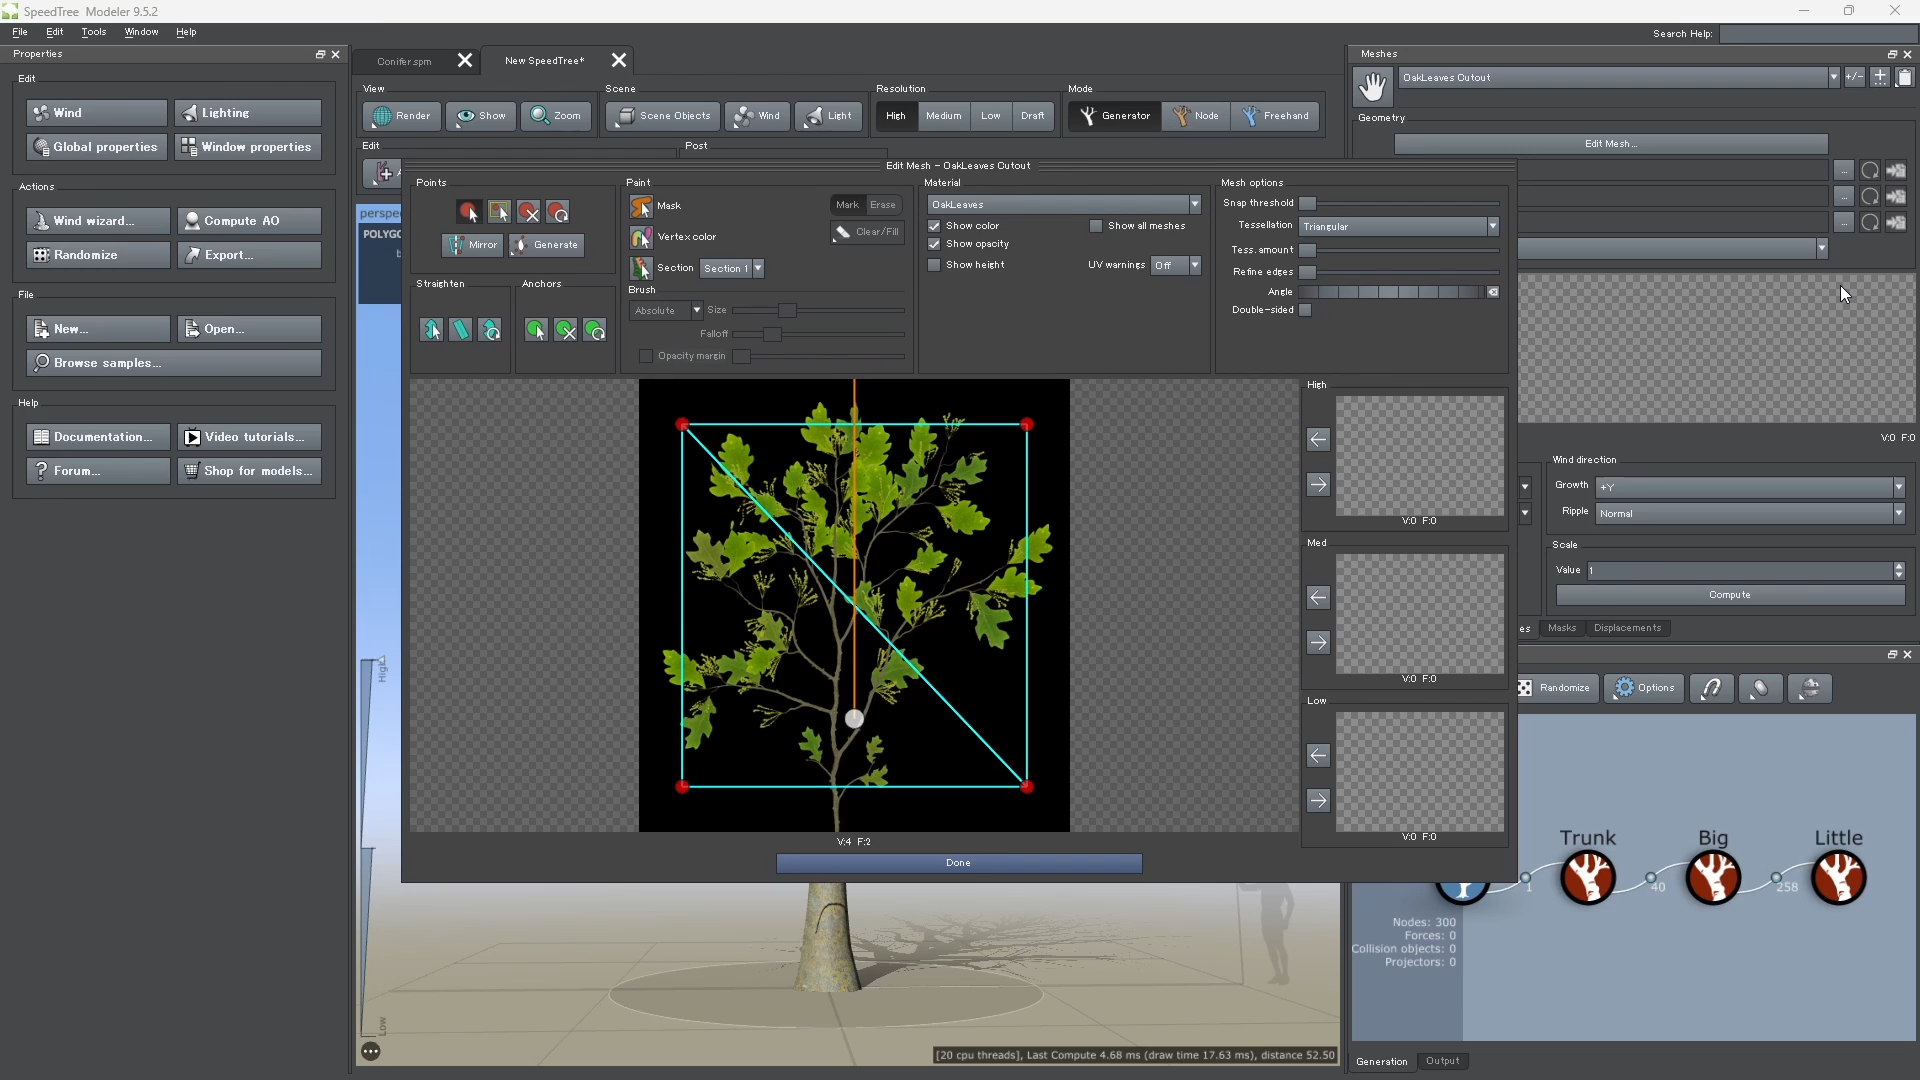 SpeedTree Modeler 9.5.2
File Edit Tools Window Help
Search Help:
Properties
Edit
Wind
Lighting
Global properties
Window properties
Actions
Wind wizard...
Compute AO
Randomize
Export...
File
New...
Open...
Browse samples...
Help
Documentation...
Video tutorials...
Forum...
Shop for models...
Conifer.spm
New SpeedTree*
View
Render
Show
Zoom
Scene
Scene Objects
Wind
Light
Resolution
High
Medium
Low
Draft
Mode
Generator
Node
Freehand
Edit
Post
Edit Mesh - OakLeaves Cutout
Points
Mirror
Generate
Straighten
Anchors
Paint
Mask
Mark
Erase
Vertex color
Clear/Fill
Section
Section 1
Brush
Absolute
Size
Falloff
Opacity margin
Material
OakLeaves
Show color
Show all meshes
Show opacity
Show height
UV warnings
Off
Mesh options
Snap threshold
Tessellation
Triangular
Tess. amount
Refine edges
Angle
Double-sided
V:4 F:2
Done
High
V:0 F:0
Med
V:0 F:0
Low
V:0 F:0
High
Low
[20 cpu threads], Last Compute 4.68 ms (draw time 17.63 ms), distance 52.50
Meshes
OakLeaves Cutout
+/-
Geometry
Edit Mesh...
...
...
...
V:0 F:0
Wind direction
Growth
+Y
Ripple
Normal
Scale
Value
1
Compute
Masks
Displacements
Randomize
Options
Trunk
Big
Little
1
40
258
Nodes: 300
Forces: 0
Collision objects: 0
Projectors: 0
Generation
Output